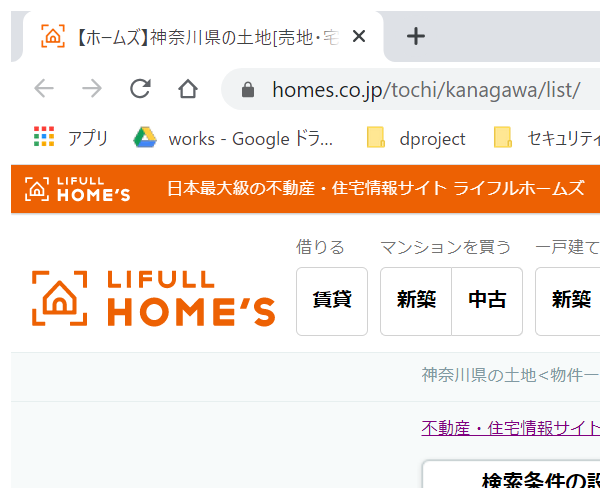 【ホームズ】神奈川県の土地[売地・宅
homes.co.jp/tochi/kanagawa/list/
アプリ works - Google ドラ... dproject セキュリティ
LIFULL HOME'S 日本最大級の不動産・住宅情報サイト ライフルホームズ
借りる マンションを買う 一戸建て
LIFULL
HOME'S
賃貸 新築 中古 新築
神奈川県の土地<物件一
不動産・住宅情報サイト
検索条件の設